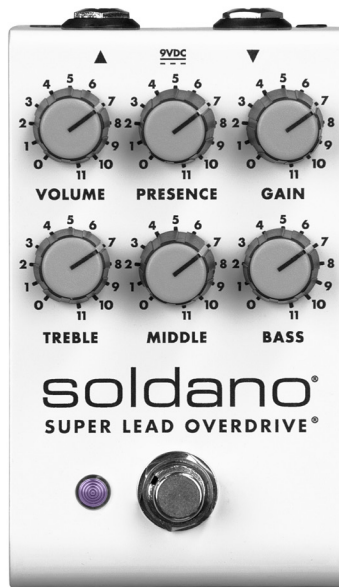 ▲ 9VDC ▼
0 1 2 3 4 5 6 7 8 9 10 11
0 1 2 3 4 5 6 7 8 9 10 11
0 1 2 3 4 5 6 7 8 9 10 11
VOLUME PRESENCE GAIN
0 1 2 3 4 5 6 7 8 9 10 11
0 1 2 3 4 5 6 7 8 9 10 11
0 1 2 3 4 5 6 7 8 9 10 11
TREBLE MIDDLE BASS
soldano®
SUPER LEAD OVERDRIVE®